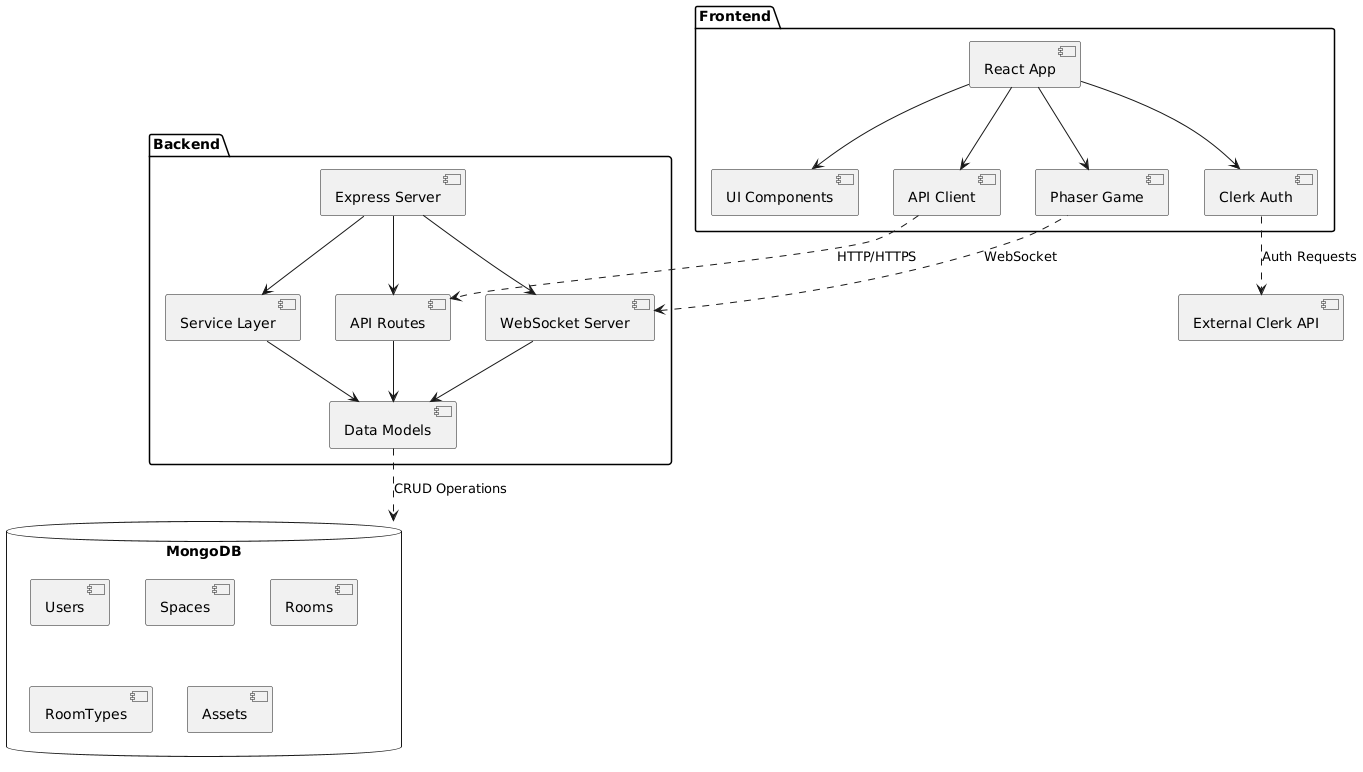 Frontend
React App
Backend
Express Server
UI Components
API Client
Phaser Game
Clerk Auth
HTTP/HTTPS
WebSocket
Auth Requests
Service Layer
API Routes
WebSocket Server
External Clerk API
Data Models
CRUD Operations
MongoDB
Users
Spaces
Rooms
RoomTypes
Assets